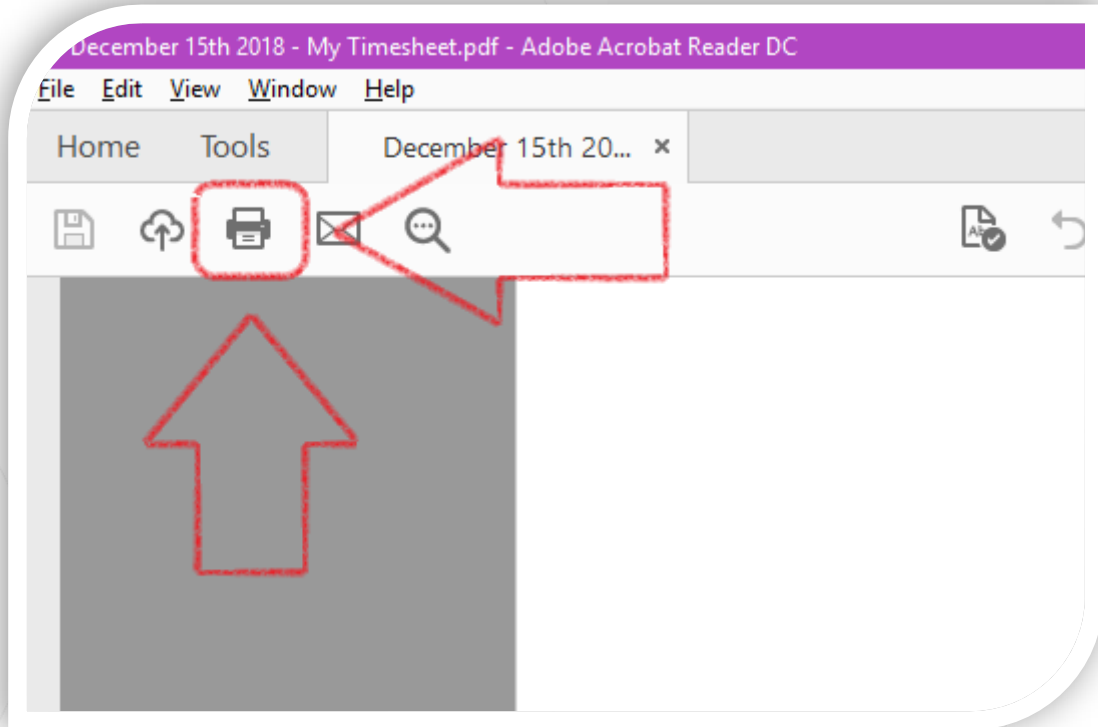 December 15th 2018 - My Timesheet.pdf - Adobe Acrobat Reader DC
File Edit View Window Help
Home Tools December 15th 20... ×